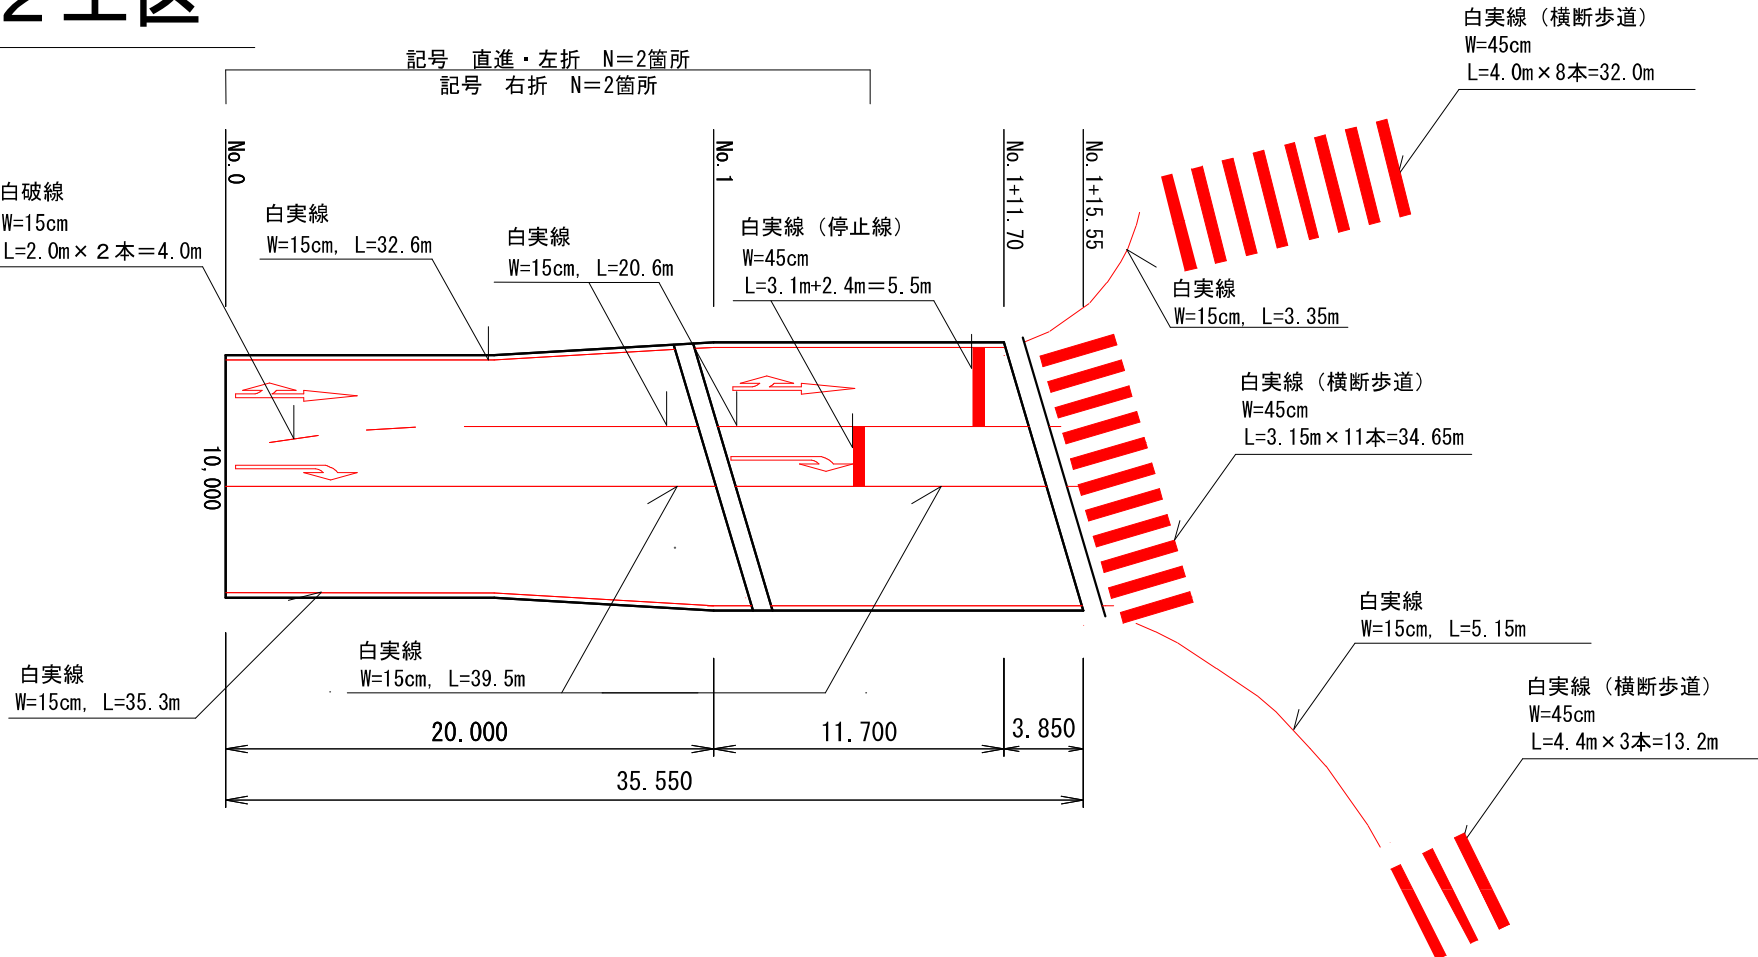 2工区
記号　直進・左折　N＝2箇所
記号　右折　N＝2箇所
白実線（横断歩道）
W=45cm
L=4.0m×8本=32.0m
No.0
No.1
No.1+11.70
No.1+15.55
白破線
W=15cm
L=2.0m×２本＝4.0m
白実線
W=15cm, L=32.6m
白実線
W=15cm, L=20.6m
白実線（停止線）
W=45cm
L=3.1m+2.4m＝5.5m
白実線
W=15cm, L=3.35m
白実線（横断歩道）
W=45cm
L=3.15m×11本=34.65m
10,000
白実線
W=15cm, L=5.15m
白実線
W=15cm, L=35.3m
白実線
W=15cm, L=39.5m
白実線（横断歩道）
W=45cm
L=4.4m×3本=13.2m
20.000
11.700
3.850
35.550